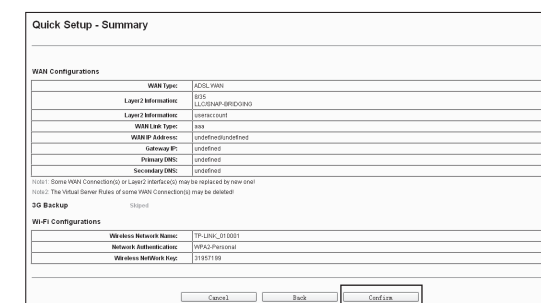 Quick Setup - Summary
WAN Configurations
WAN Type: ADSL WAN
Layer2 Information: 8/35
LLC/SNAP-BRIDGING
Layer2 Information: useraccount
WAN Link Type: aaa
WAN IP Address: undefined/undefined
Gateway IP: undefined
Primary DNS: undefined
Secondary DNS: undefined
Note1: Some WAN Connection(s) or Layer2 interface(s) may be replaced by new one!
Note2: The Virtual Server Rules of some WAN Connection(s) may be deleted!
3G Backup Skiped
Wi-Fi Configurations
Wireless Network Name: TP-LINK_010001
Network Authentication: WPA2-Personal
Wireless NetWork Key: 31957199
Cancel Back Confirm